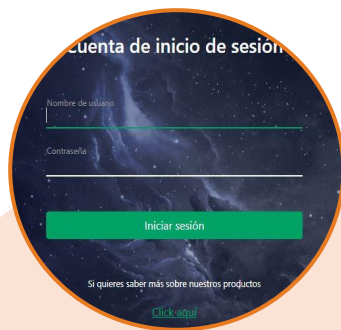 Cuenta de inicio de sesión
Nombre de usuario
Contraseña
Iniciar sesión
Si quieres saber más sobre nuestros productos
Click aquí